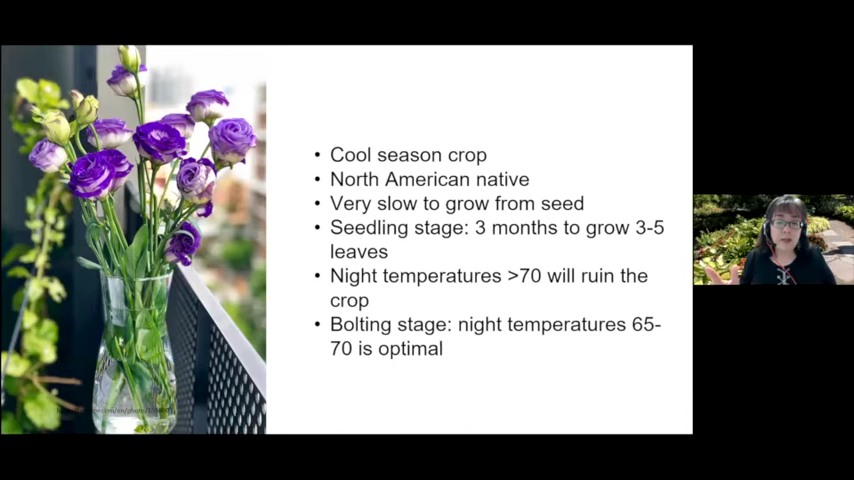 • Cool season crop
• North American native
• Very slow to grow from seed
• Seedling stage: 3 months to grow 3-5
leaves
• Night temperatures >70 will ruin the
crop
• Bolting stage: night temperatures 65-
70 is optimal